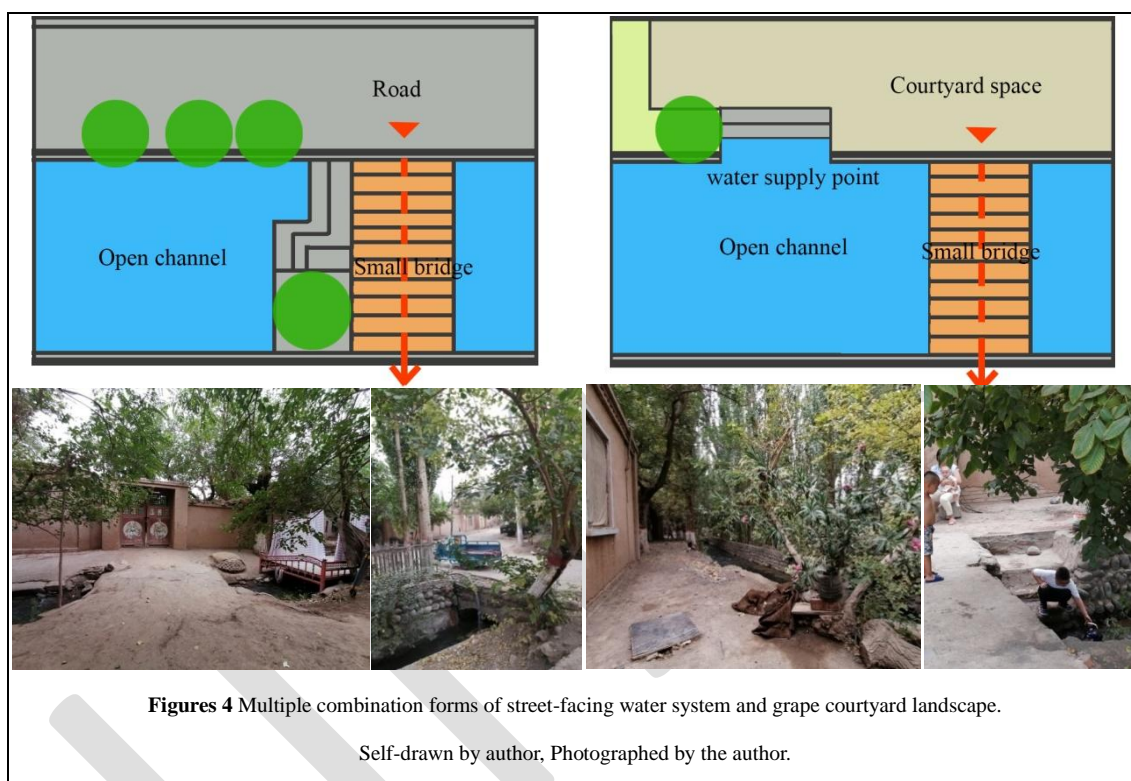 Road
Open channel
Small bridge
Courtyard space
water supply point
Open channel
Small bridge
Figures 4 Multiple combination forms of street-facing water system and grape courtyard landscape.
Self-drawn by author, Photographed by the author.